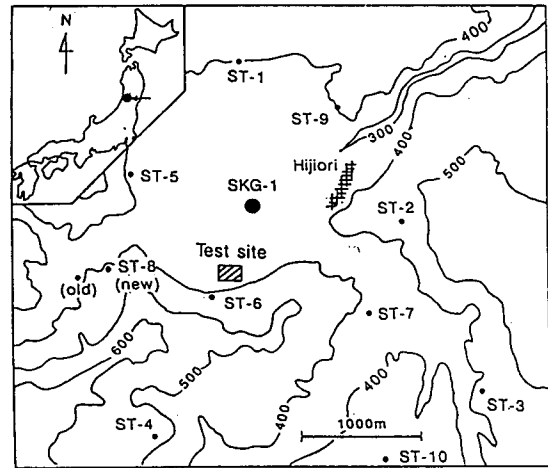 N
ST-1
400
ST-9
300
400
Hijiori
500
ST-5
SKG-1
ST-2
Test site
ST-8
(old)
(new)
ST-6
ST-7
600
500
400
400
ST-3
1000m
ST-4
ST-10